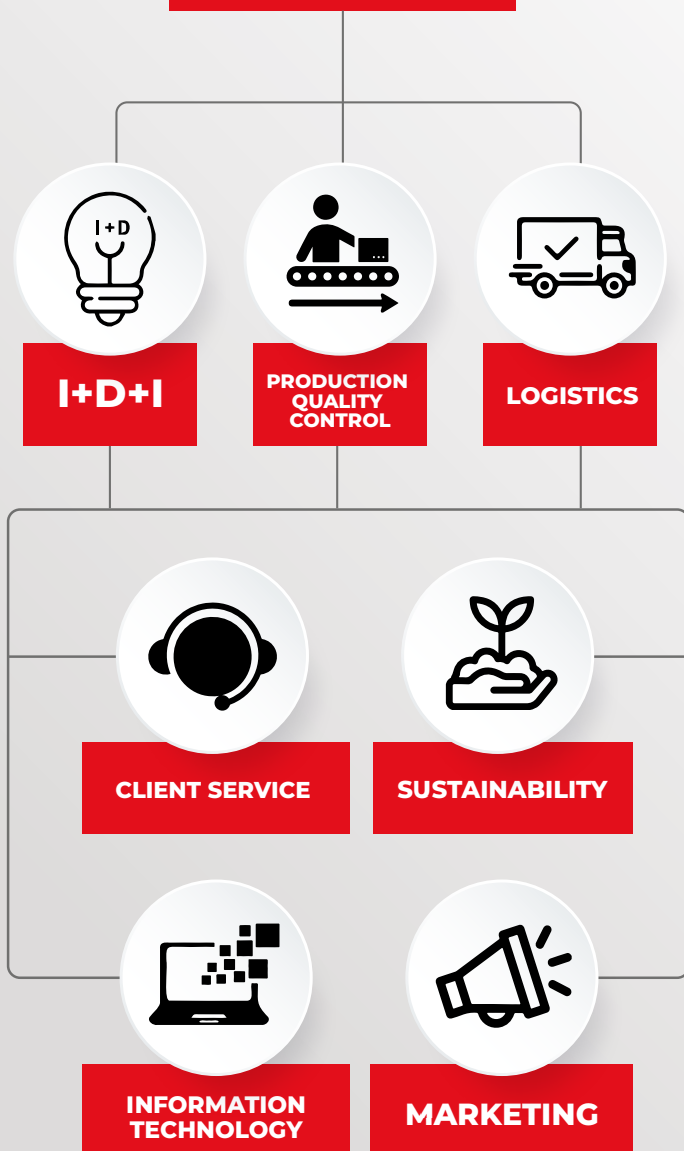 I+D
I+D+I
PRODUCTION
QUALITY
CONTROL
LOGISTICS
CLIENT SERVICE
SUSTAINABILITY
INFORMATION
TECHNOLOGY
MARKETING